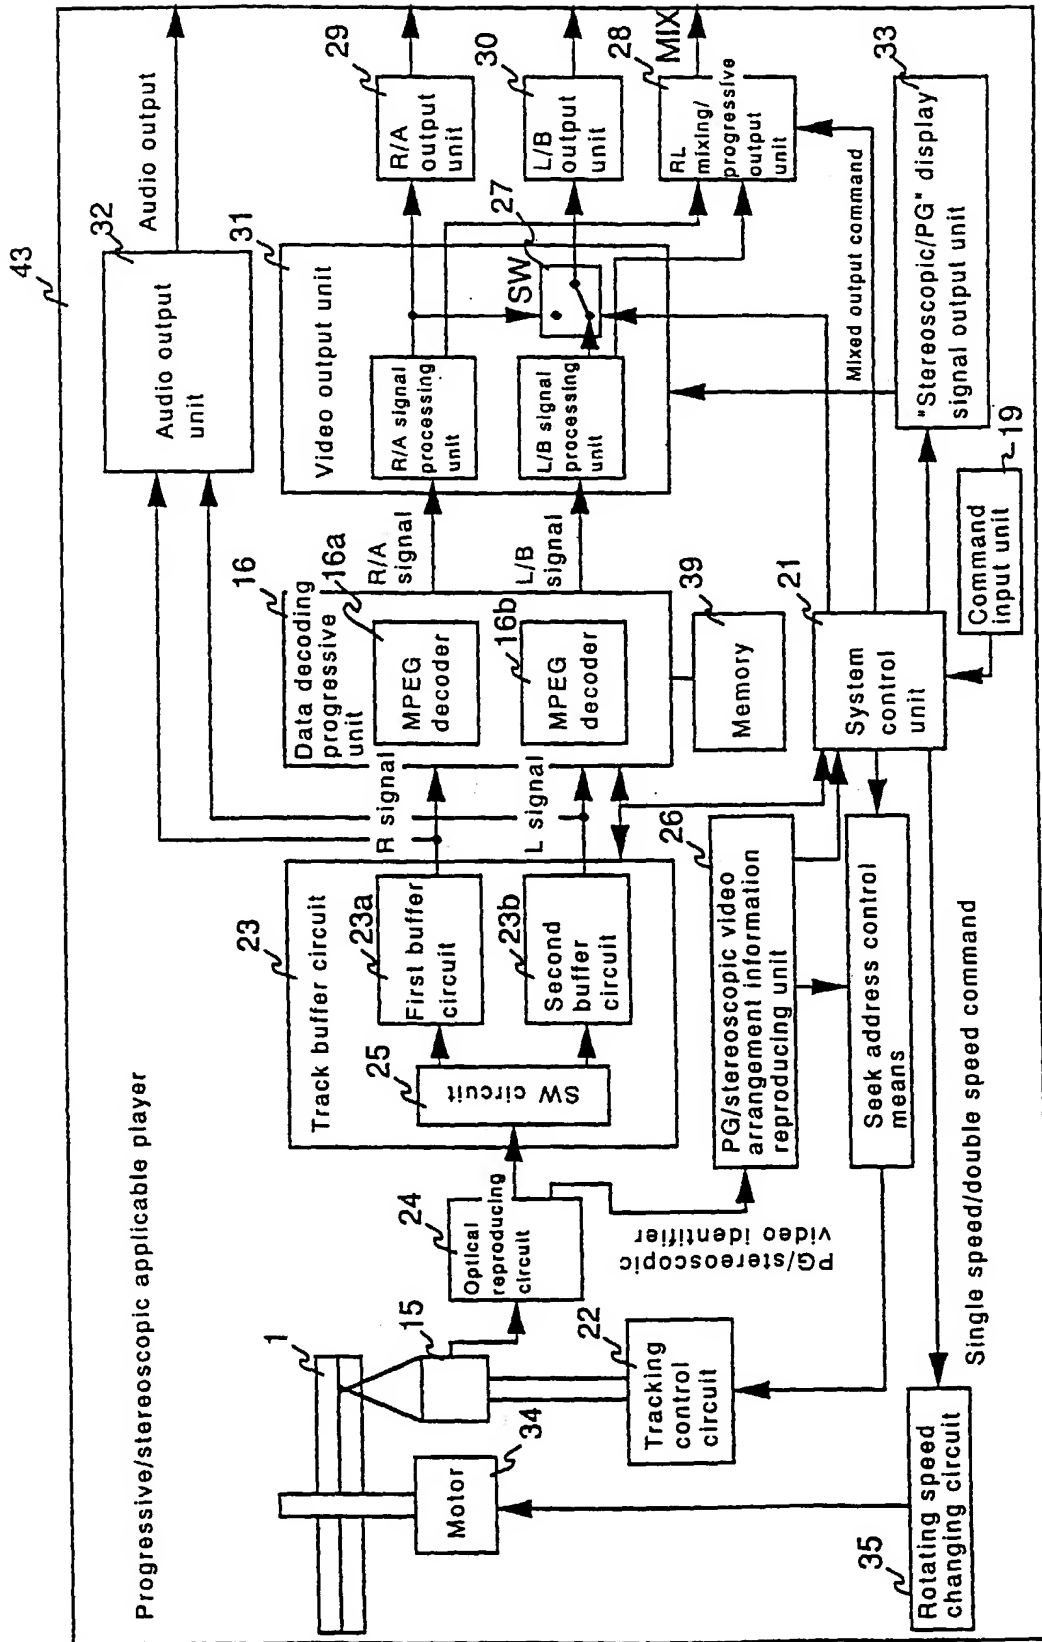 Progressive/stereoscopic applicable player
43
1
15
34
Motor
22
Tracking
control
circuit
35
Rotating speed
changing circuit
Single speed/double speed command
24
Optical
reproducing
circuit
PG/stereoscopic
video identifier
23
Track buffer circuit
25
SW circuit
23a
First buffer
circuit
23b
Second
buffer
circuit
26
PG/stereoscopic video
arrangement information
reproducing unit
Seek address control
means
R signal
L signal
16
Data decoding
progressive
unit
16a
MPEG
decoder
16b
MPEG
decoder
39
Memory
21
System
control
unit
19
Command
input unit
R/A
signal
L/B
signal
32
Audio output
unit
Audio output
31
Video output unit
R/A signal
processing
unit
L/B signal
processing
unit
SW
27
29
R/A
output
unit
30
L/B
output
unit
28
RL
mixing/
progressive
output
unit
MIX
Mixed output command
33
"Stereoscopic/PG" display
signal output unit